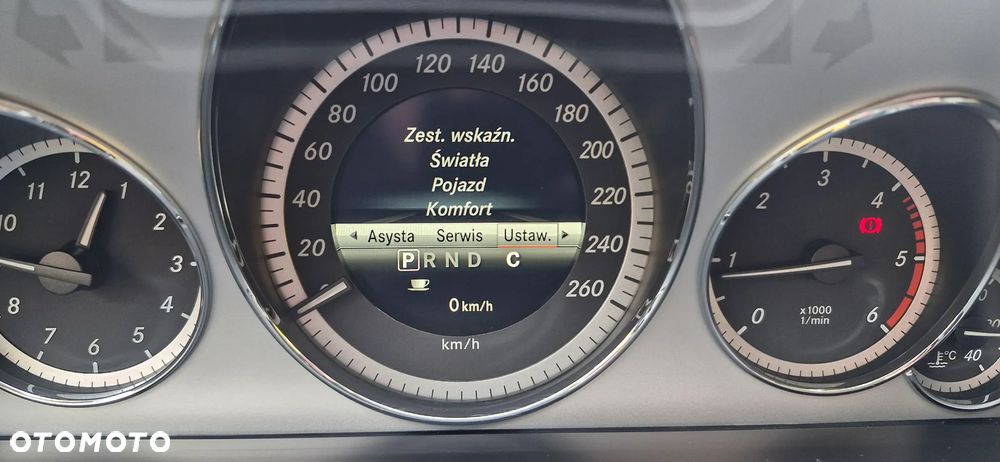 12
11
1
10
2
3
8
4
7
6
5
20
40
60
80
100
120
140
160
180
200
220
240
260
Zest. wskaźn.
Światła
Pojazd
Komfort
Asysta Serwis Ustaw.
P R N D C
0 km/h
km/h
0
1
2
3
4
5
6
x1000
1/min
°C 40
OTOMOTO